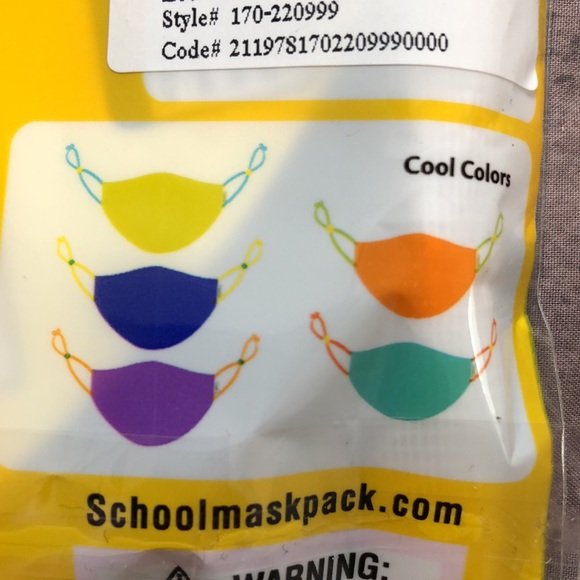 Style# 170-220999
Code# 2119781702209990000
Cool Colors
Schoolmaskpack.com
WARNING: